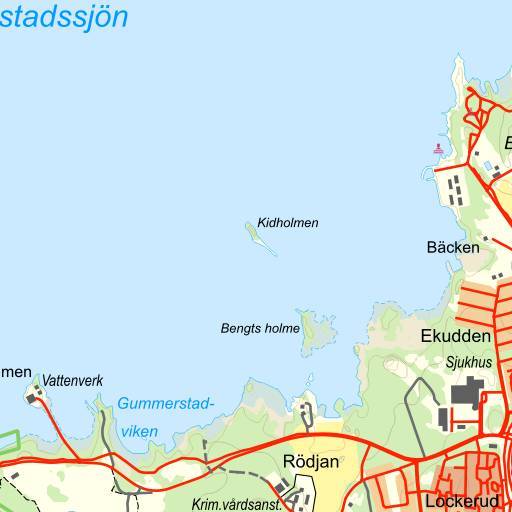 stadssjön
Kidholmen
Bäcken
Bengts holme
Ekudden
Sjukhus
men
Vattenverk
Gummerstad-
viken
Rödjan
Krim.vårdsanst.
Lockerud